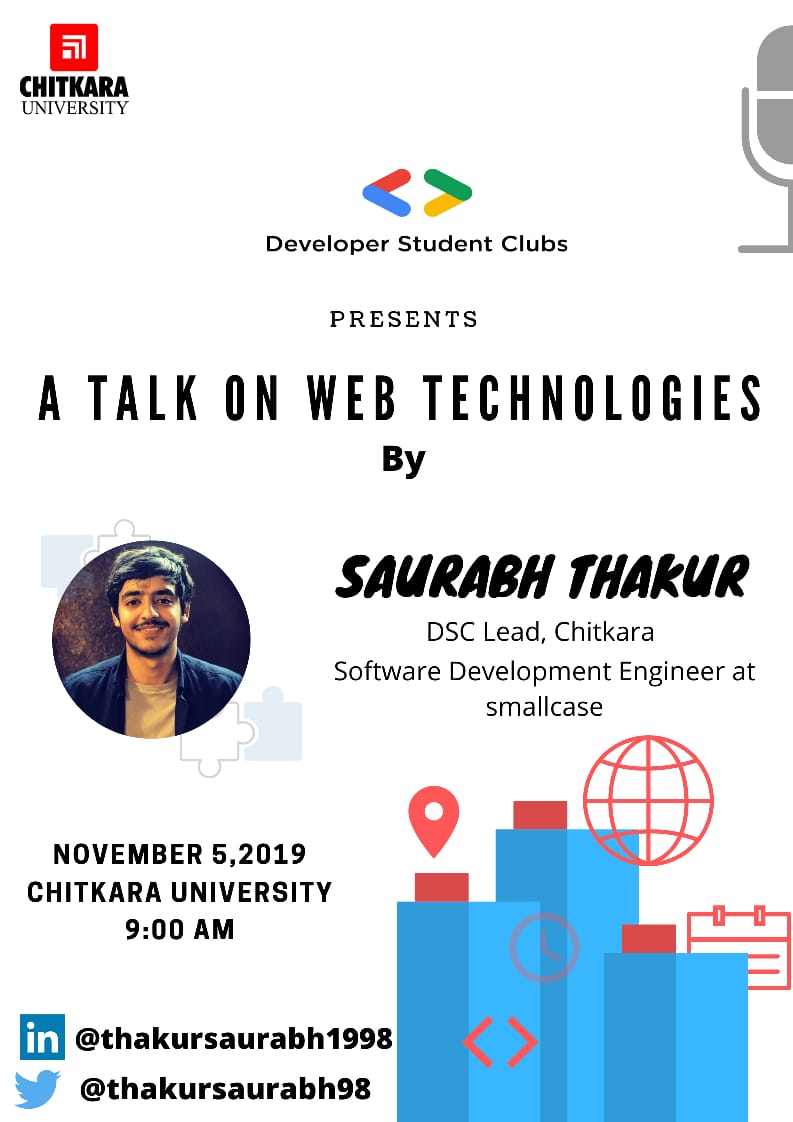 CHITKARA
UNIVERSITY
Developer Student Clubs
PRESENTS
A TALK ON WEB TECHNOLOGIES
By
SAURABH THAKUR
DSC Lead, Chitkara
Software Development Engineer at
smallcase
NOVEMBER 5,2019
CHITKARA UNIVERSITY
9:00 AM
in @thakursaurabh1998
@thakursaurabh98